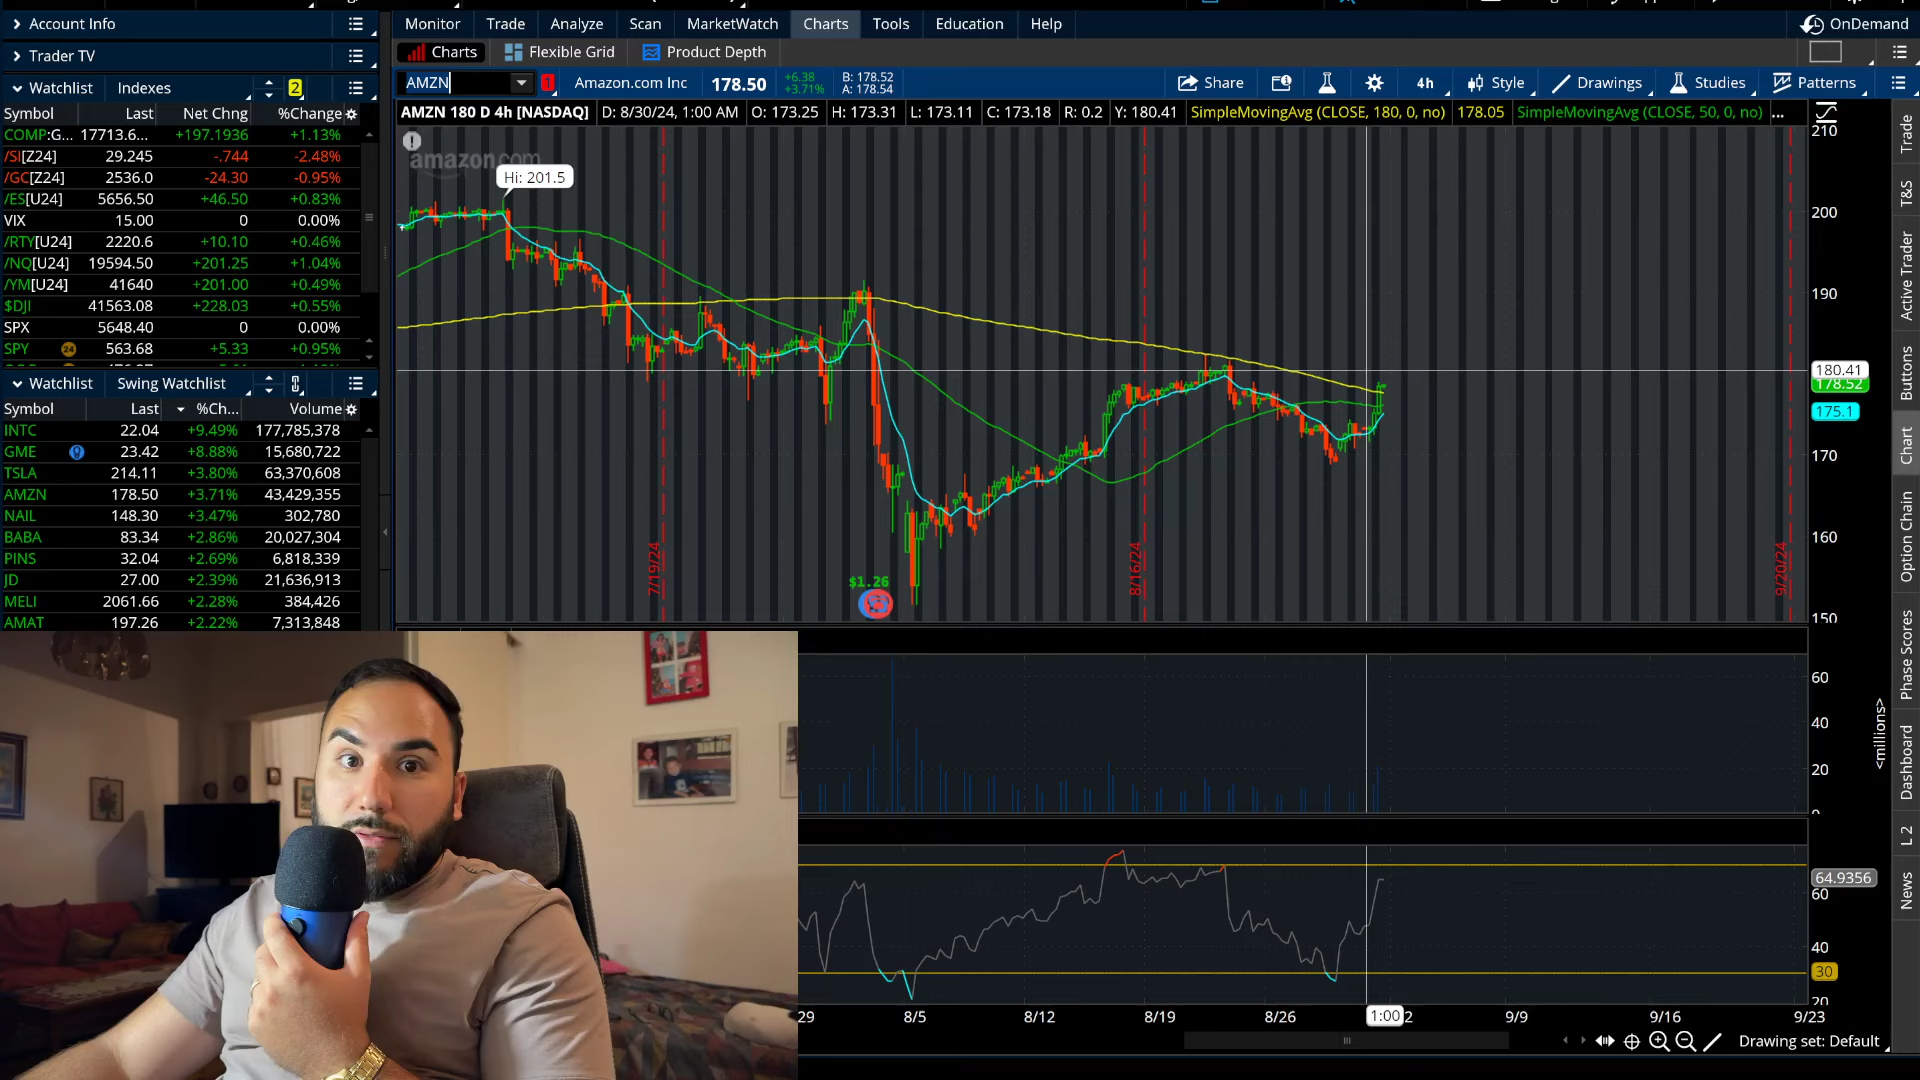 Account Info
Monitor Trade Analyze Scan MarketWatch Charts Tools Education Help OnDemand
Trader TV
Charts Flexible Grid Product Depth
Watchlist Indexes 2
AMZN 1 Amazon.com Inc 178.50 +6.38 +3.71% B: 178.52 A: 178.54 Share 4h Style Drawings Studies Patterns
Symbol Last Net Chng %Change
AMZN 180 D 4h [NASDAQ] D: 8/30/24, 1:00 AM O: 173.25 H: 173.31 L: 173.11 C: 173.18 R: 0.2 Y: 180.41 SimpleMovingAvg (CLOSE, 180, 0, no) 178.05 SimpleMovingAvg (CLOSE, 50, 0, no) ...
COMP:G... 17713.6... +197.1936 +1.13%
/SI[Z24] 29.245 -.744 -2.48%
/GC[Z24] 2536.0 -24.30 -0.95%
/ES[U24] 5656.50 +46.50 +0.83%
VIX 15.00 0 0.00%
/RTY[U24] 2220.6 +10.10 +0.46%
/NQ[U24] 19594.50 +201.25 +1.04%
/YM[U24] 41640 +201.00 +0.49%
$DJI 41563.08 +228.03 +0.55%
SPX 5648.40 0 0.00%
SPY 24 563.68 +5.33 +0.95%
Watchlist Swing Watchlist
Symbol Last %Ch... Volume
INTC 22.04 +9.49% 177,785,378
GME 23.42 +8.88% 15,680,722
TSLA 214.11 +3.80% 63,370,608
AMZN 178.50 +3.71% 43,429,355
NAIL 148.30 +3.47% 302,780
BABA 83.34 +2.86% 20,027,304
PINS 32.04 +2.69% 6,818,339
JD 27.00 +2.39% 21,636,913
MELI 2061.66 +2.28% 384,426
AMAT 197.26 +2.22% 7,313,848
amazon.com
Hi: 201.5
7/19/24
$1.26
8/16/24
9/20/24
210
200
190
180.41
178.52
175.1
170
160
150
60
40
20
<millions>
64.9356
60
40
30
20
29 8/5 8/12 8/19 8/26 1:00 2 9/9 9/16 9/23
Drawing set: Default
Trade
T&S
Active Trader
Buttons
Chart
Option Chain
Phase Scores
Dashboard
L 2
News